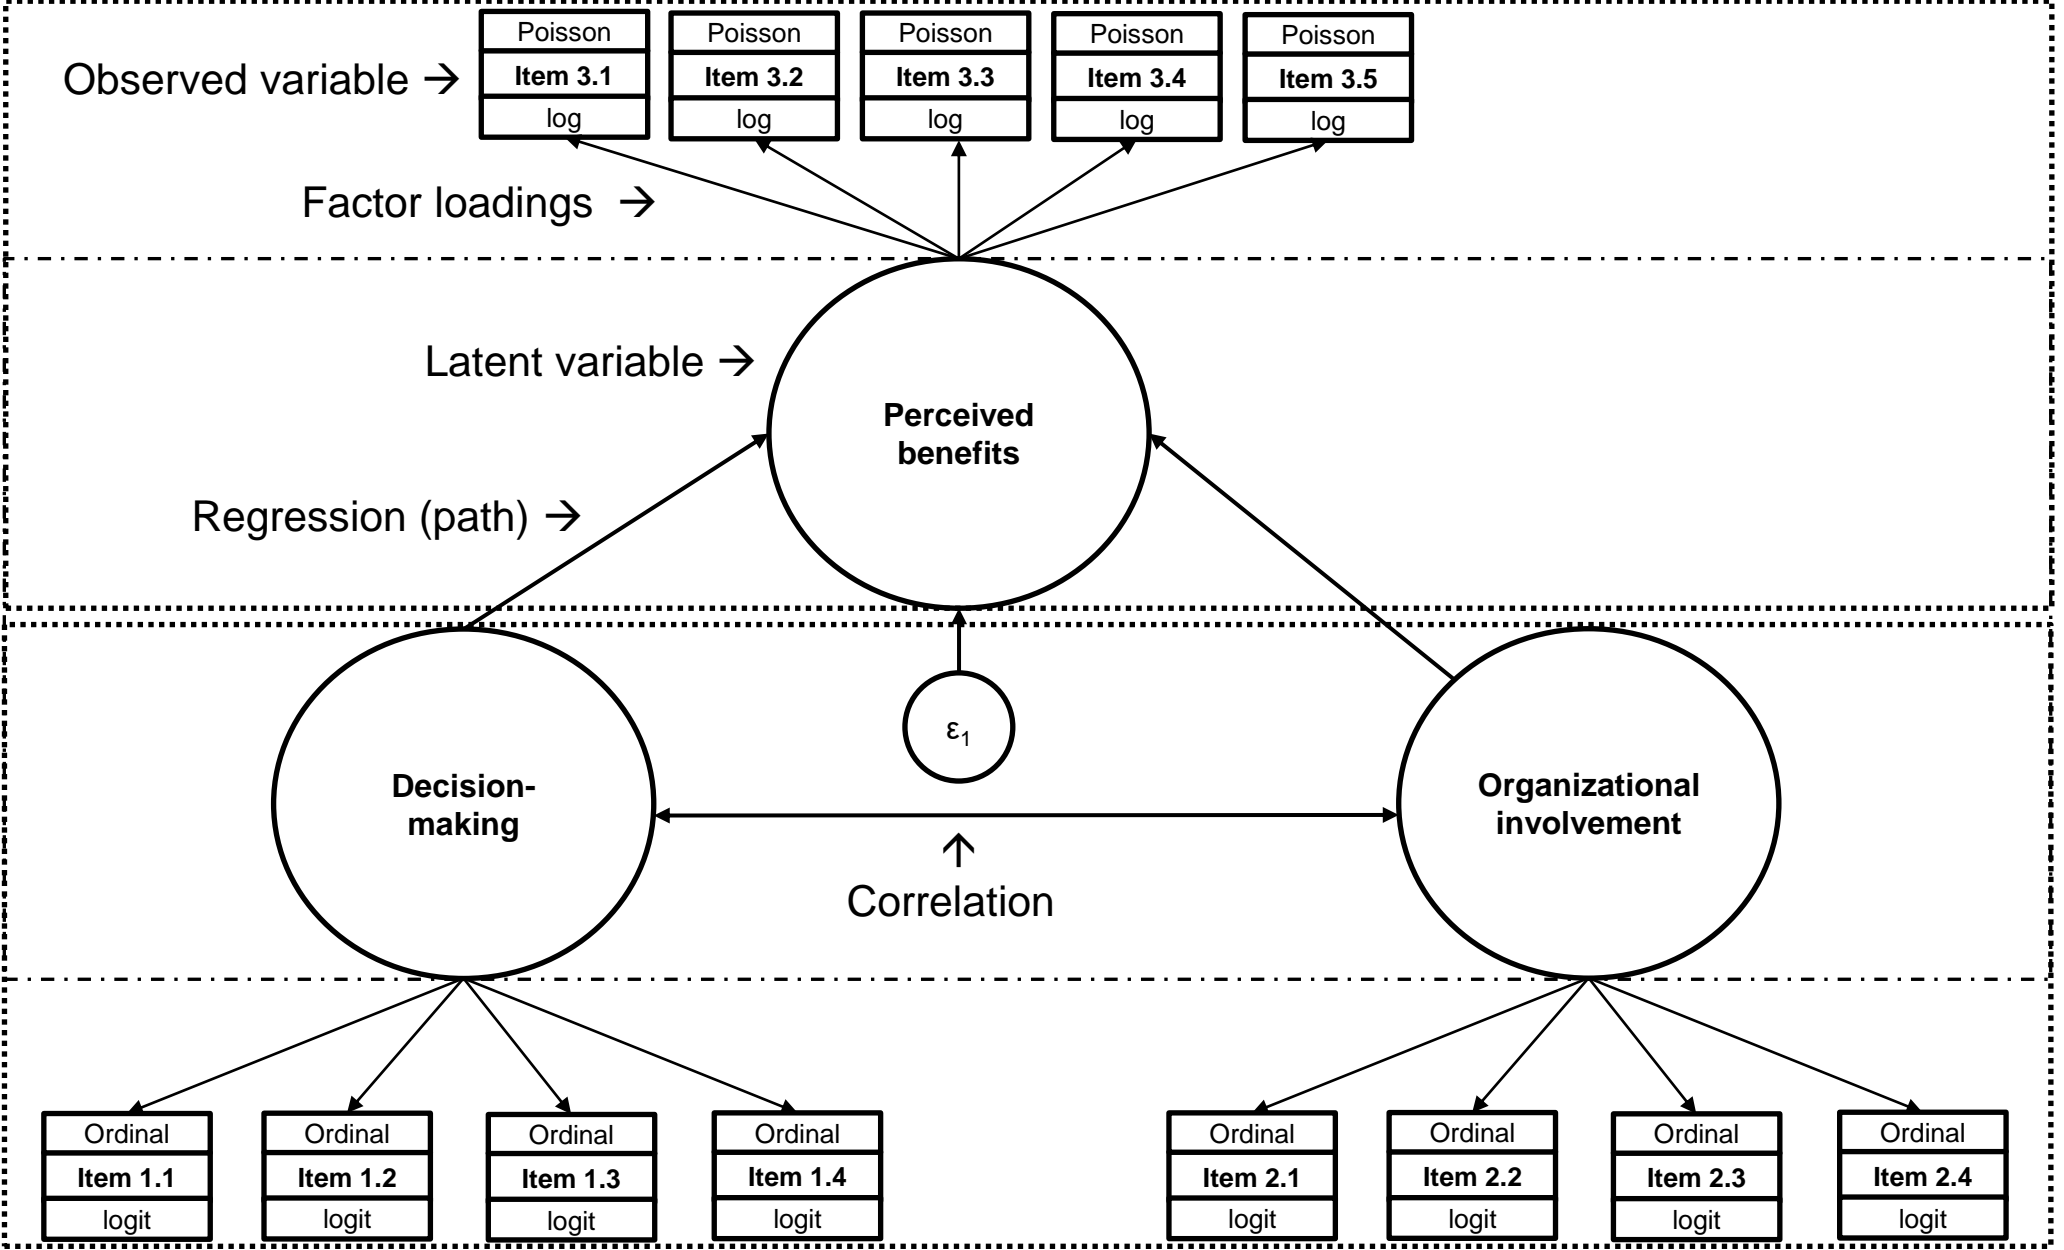 Poisson
Item 3.1
log
Poisson
Item 3.2
log
Poisson
Item 3.3
log
Poisson
Item 3.4
log
Poisson
Item 3.5
log
Observed variable →
Factor loadings →
Latent variable →
Perceived
benefits
Regression (path) →
ε₁
Decision-
making
Organizational
involvement
↑
Correlation
Ordinal
Item 1.1
logit
Ordinal
Item 1.2
logit
Ordinal
Item 1.3
logit
Ordinal
Item 1.4
logit
Ordinal
Item 2.1
logit
Ordinal
Item 2.2
logit
Ordinal
Item 2.3
logit
Ordinal
Item 2.4
logit